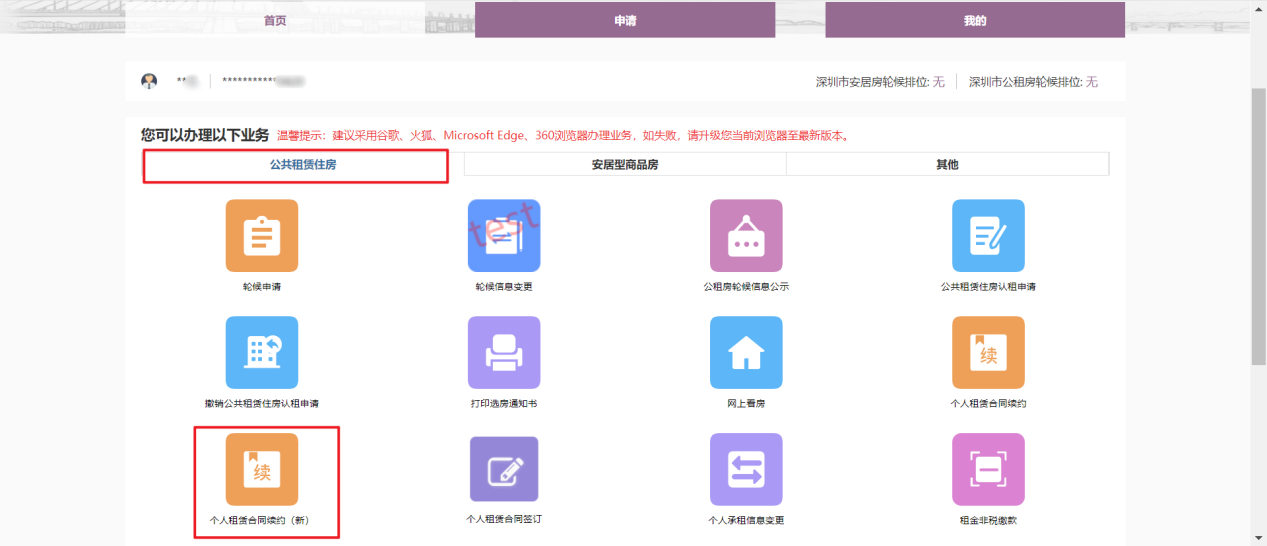 首页
申请
我的
** ***********
深圳市安居房轮候排位: 无
深圳市公租房轮候排位: 无
您可以办理以下业务 温馨提示：建议采用谷歌、火狐、Microsoft Edge、360浏览器办理业务，如失败，请升级您当前浏览器至最新版本。
公共租赁住房
安居型商品房
其他
test
轮候申请
轮候信息变更
公租房轮候信息公示
公共租赁住房认租申请
续
撤销公共租赁住房认租申请
打印选房通知书
网上看房
个人租赁合同续约
续
个人租赁合同续约（新）
个人租赁合同签订
个人承租信息变更
租金非税缴款